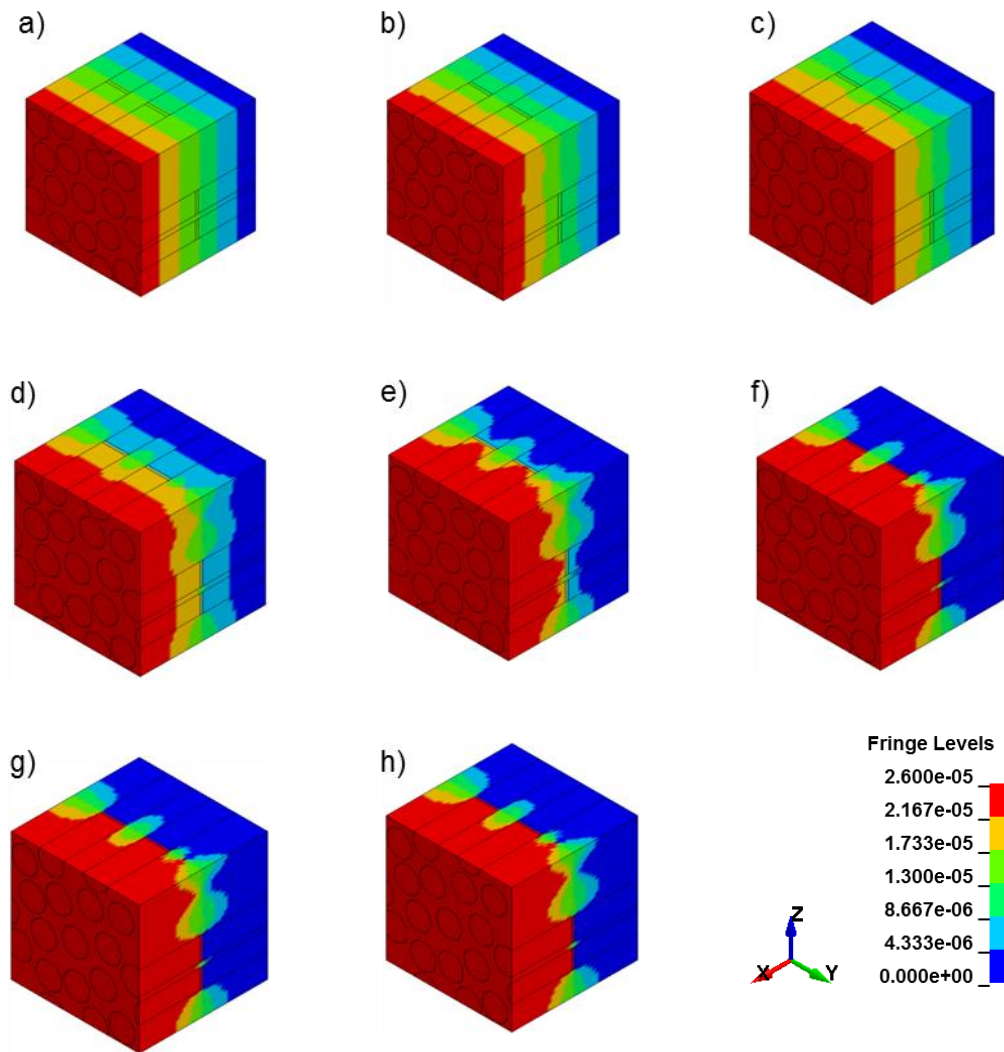 a)
b)
c)
d)
e)
f)
g)
h)
Fringe Levels
2.600e-05
2.167e-05
1.733e-05
1.300e-05
8.667e-06
4.333e-06
0.000e+00
Z
X
Y